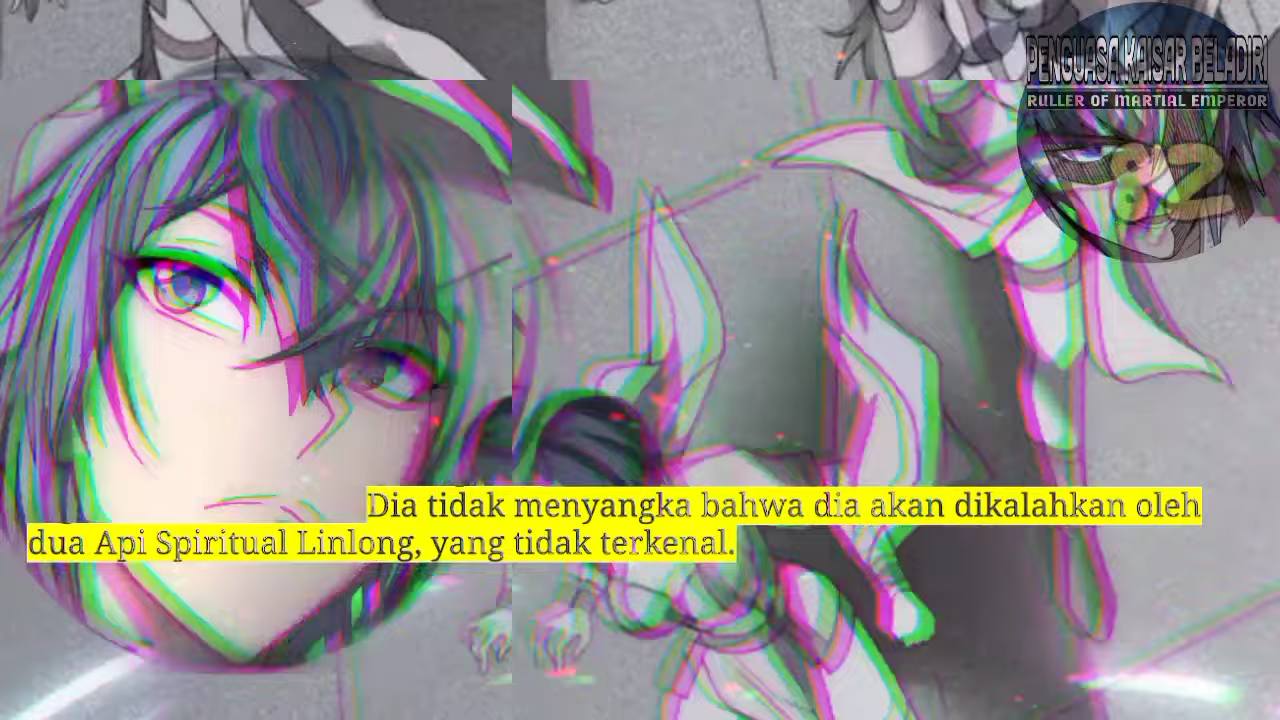 PENGUASA KAISAR BELADIRI
RULLER OF MARTIAL EMPEROR
82
Dia tidak menyangka bahwa dia akan dikalahkan oleh
dua Api Spiritual Linlong, yang tidak terkenal.